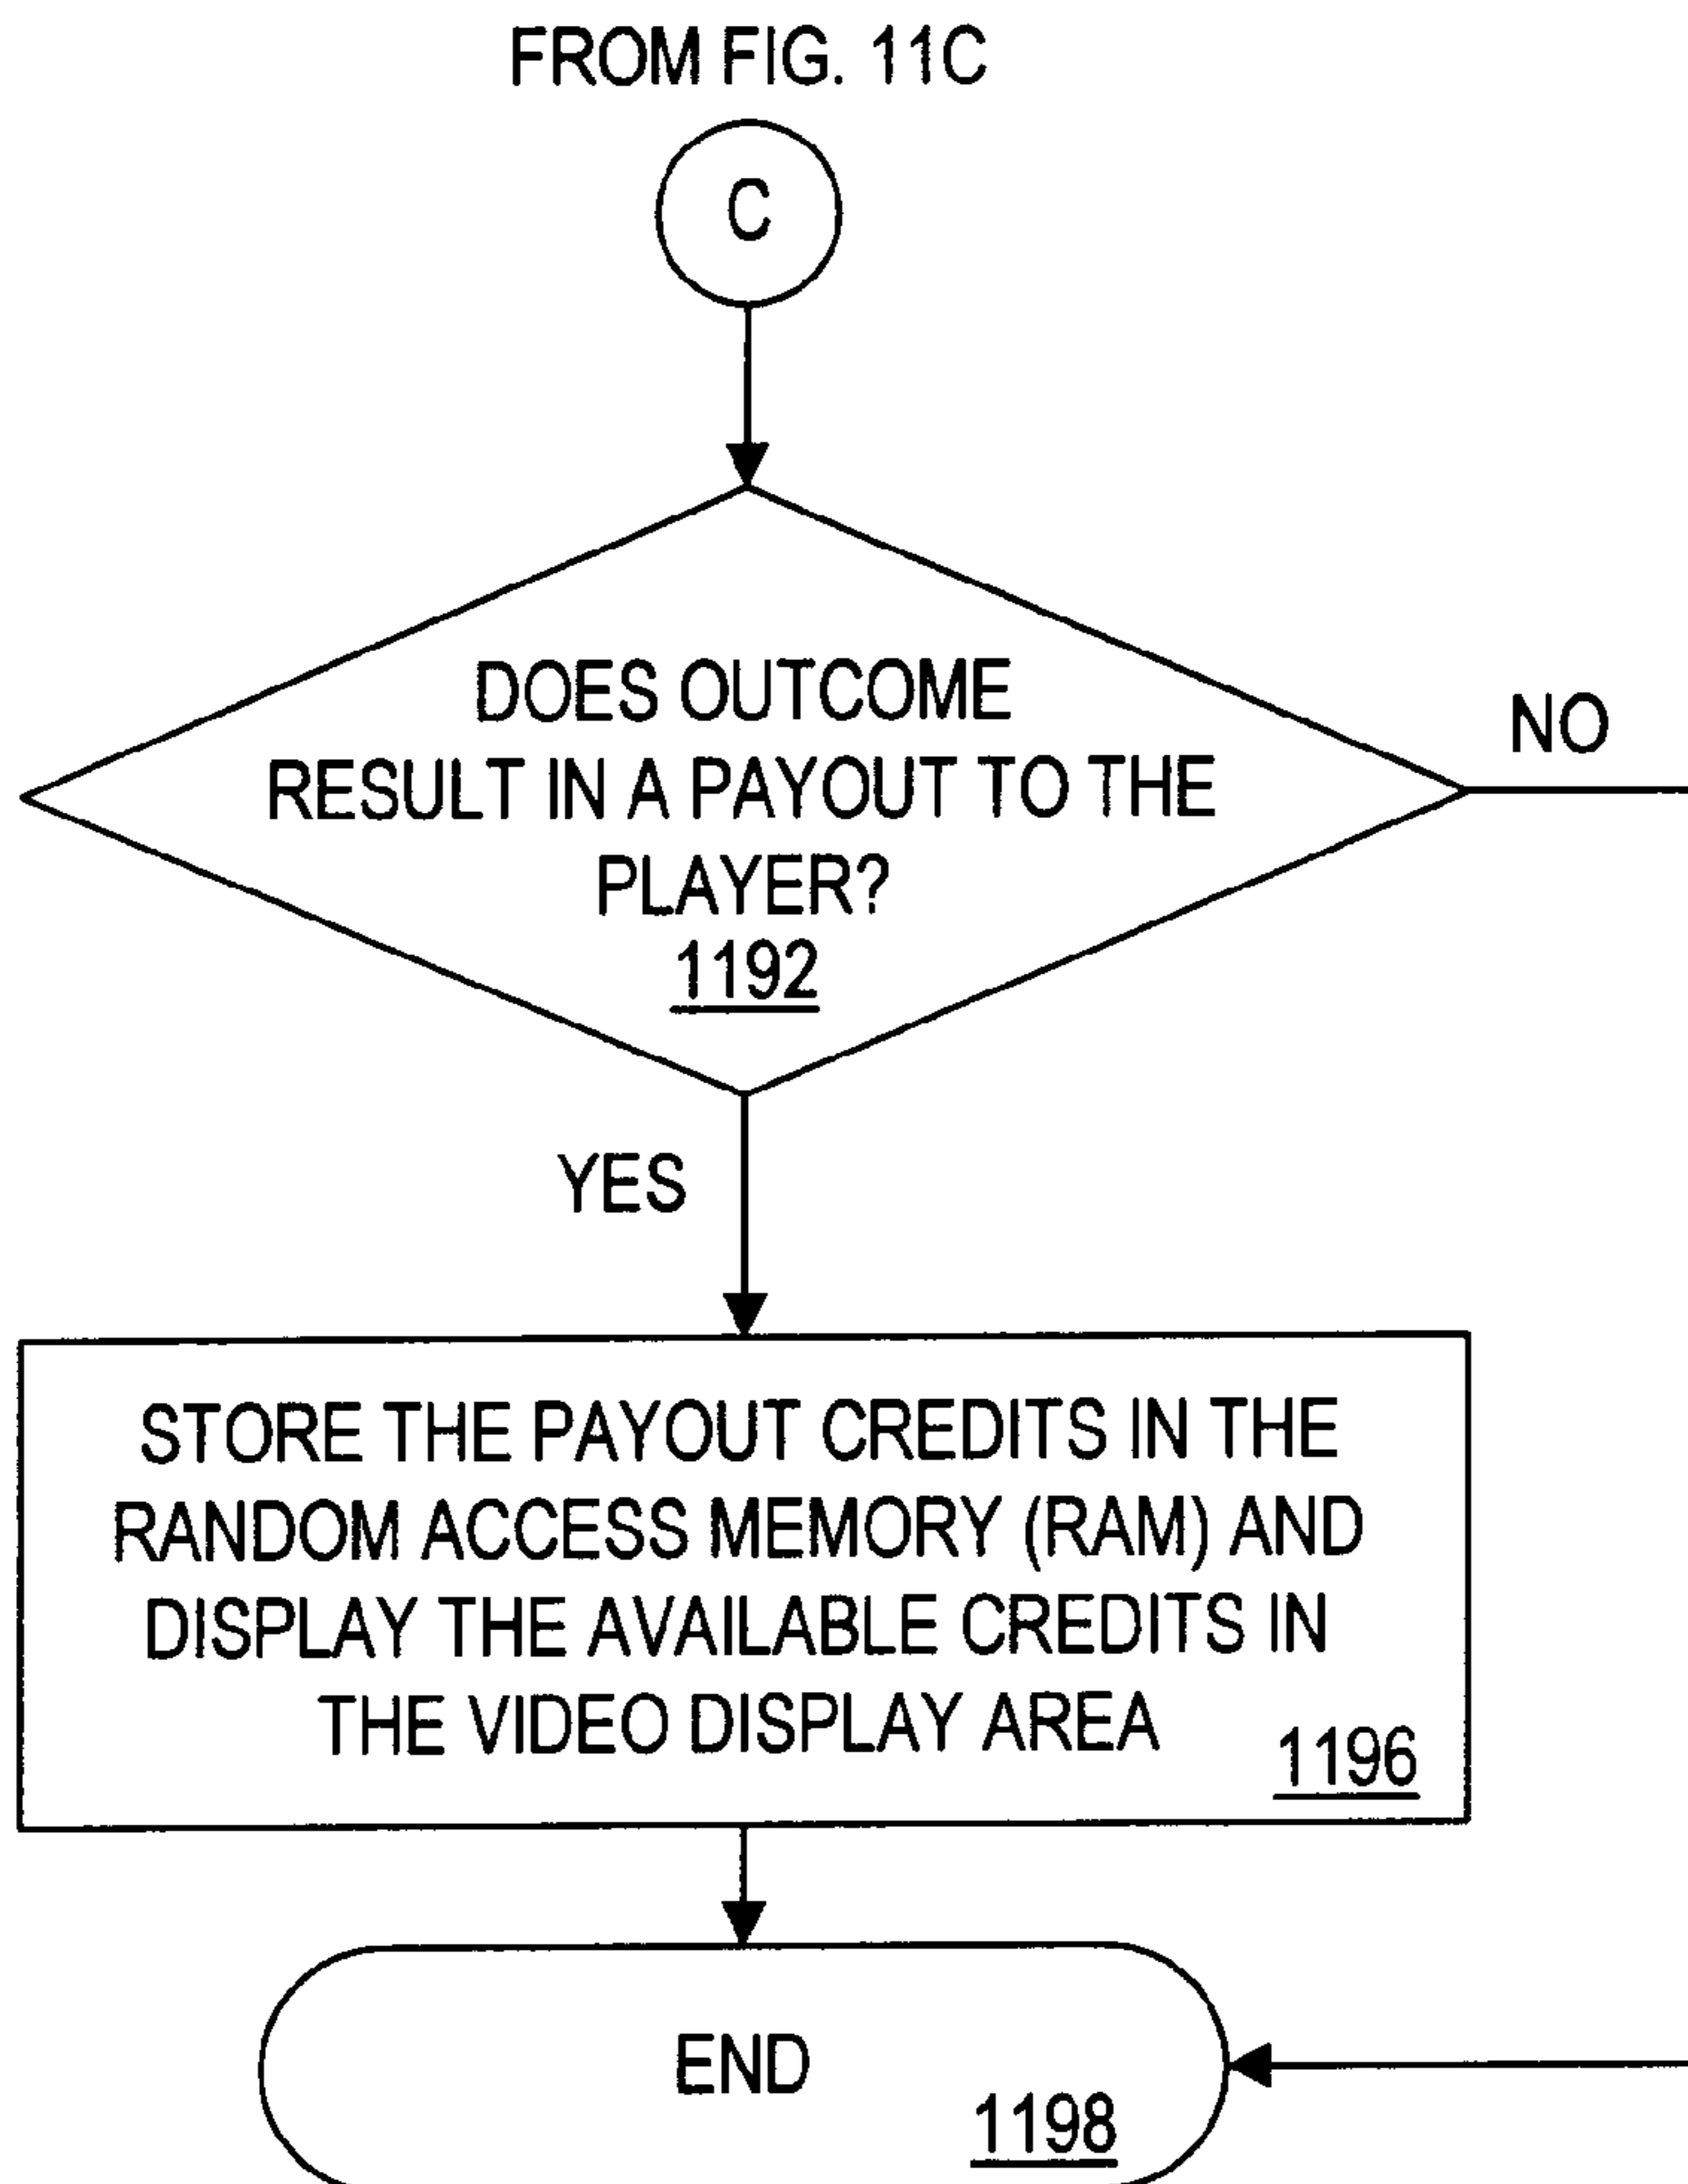 FROM FIG. 11C
C
DOES OUTCOME
RESULT IN A PAYOUT TO THE
PLAYER?
1192
NO
YES
STORE THE PAYOUT CREDITS IN THE
RANDOM ACCESS MEMORY (RAM) AND
DISPLAY THE AVAILABLE CREDITS IN
THE VIDEO DISPLAY AREA
1196
END
1198